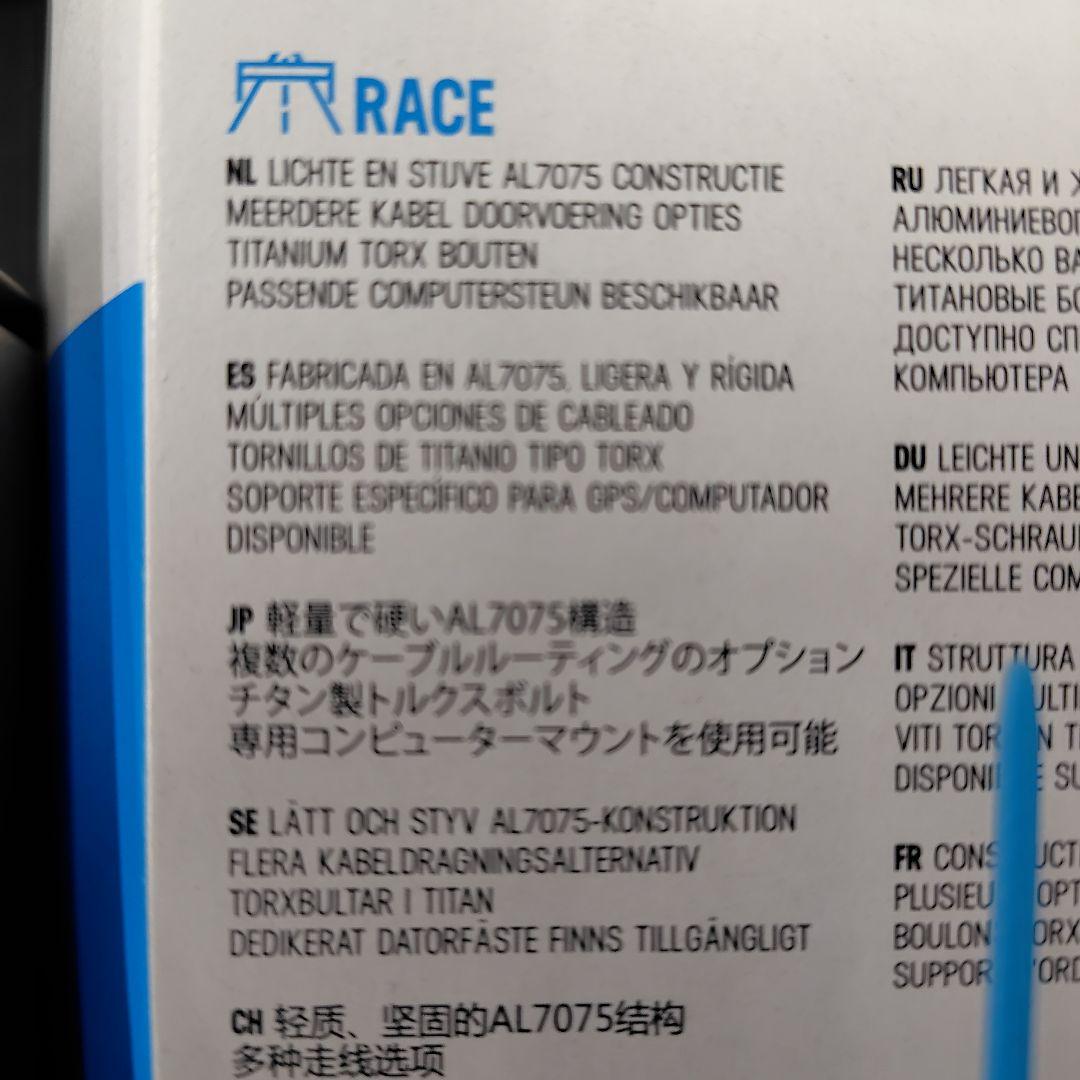 RACE
NL LICHTE EN STIJVE AL7075 CONSTRUCTIE
MEERDERE KABEL DOORVOERING OPTIES
TITANIUM TORX BOUTEN
PASSENDE COMPUTERSTEUN BESCHIKBAAR
ES FABRICADA EN AL7075, LIGERA Y RÍGIDA
MÚLTIPLES OPCIONES DE CABLEADO
TORNILLOS DE TITANIO TIPO TORX
SOPORTE ESPECÍFICO PARA GPS/COMPUTADOR
DISPONIBLE
JP 軽量で硬いAL7075構造
複数のケーブルルーティングのオプション
チタン製トルクスボルト
専用コンピューターマウントを使用可能
SE LÄTT OCH STYV AL7075-KONSTRUKTION
FLERA KABELDRAGNINGSALTERNATIV
TORXBULTAR I TITAN
DEDIKERAT DATORFÄSTE FINNS TILLGÄNGLIGT
CH 轻质、坚固的AL7075结构
多种走线选项
RU ЛЕГКАЯ И
НЕСКОЛЬКО
ТИТАНОВЫЕ
ДОСТУПНО
КОМПЬЮТЕРА
DU LEICHTE
MEHRERE
SPEZIELLE
IT STRUTTURA
OPZIONI
VITI
FR